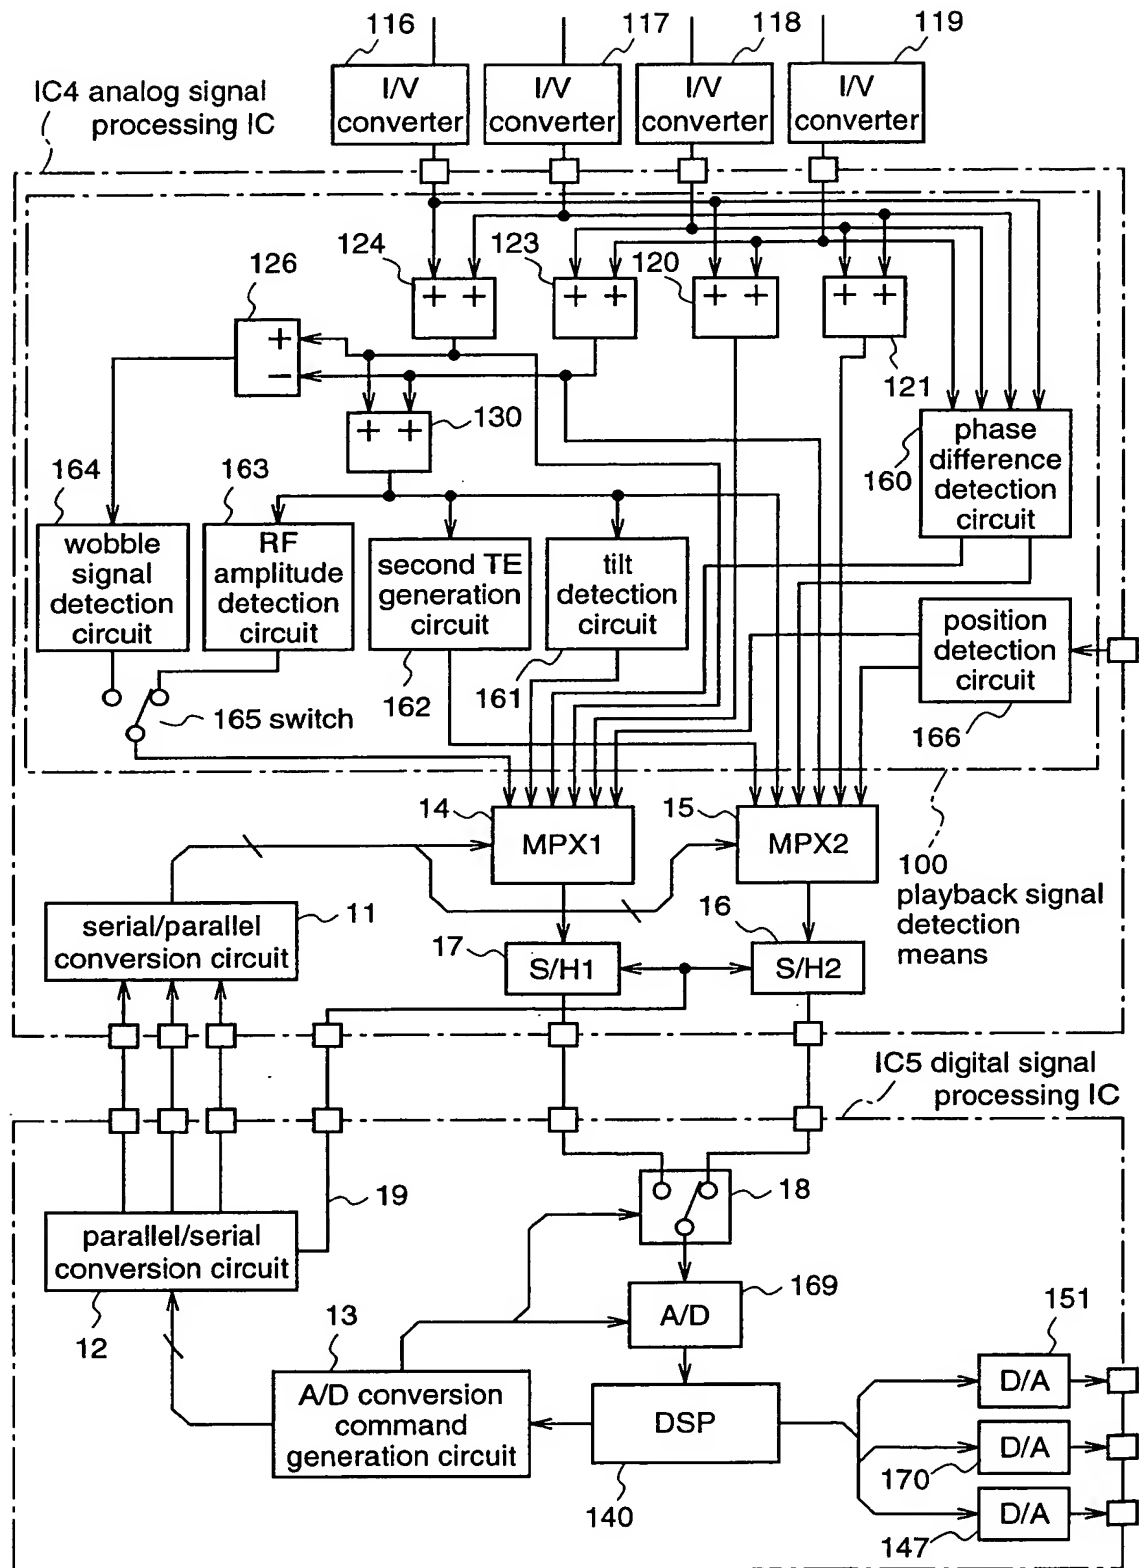 116
117
118
119
I/V
converter
I/V
converter
I/V
converter
I/V
converter
IC4 analog signal
processing IC
124
123
120
121
126
+ +
+ +
+ +
+ +
+
−
130
+ +
160
phase
difference
detection
circuit
164
163
wobble
signal
detection
circuit
RF
amplitude
detection
circuit
second TE
generation
circuit
tilt
detection
circuit
position
detection
circuit
165 switch
162
161
166
14
15
MPX1
MPX2
100
playback signal
detection
means
11
serial/parallel
conversion circuit
17
16
S/H1
S/H2
IC5 digital signal
processing IC
19
18
parallel/serial
conversion circuit
12
13
169
A/D
151
D/A
A/D conversion
command
generation circuit
DSP
140
170
D/A
147
D/A